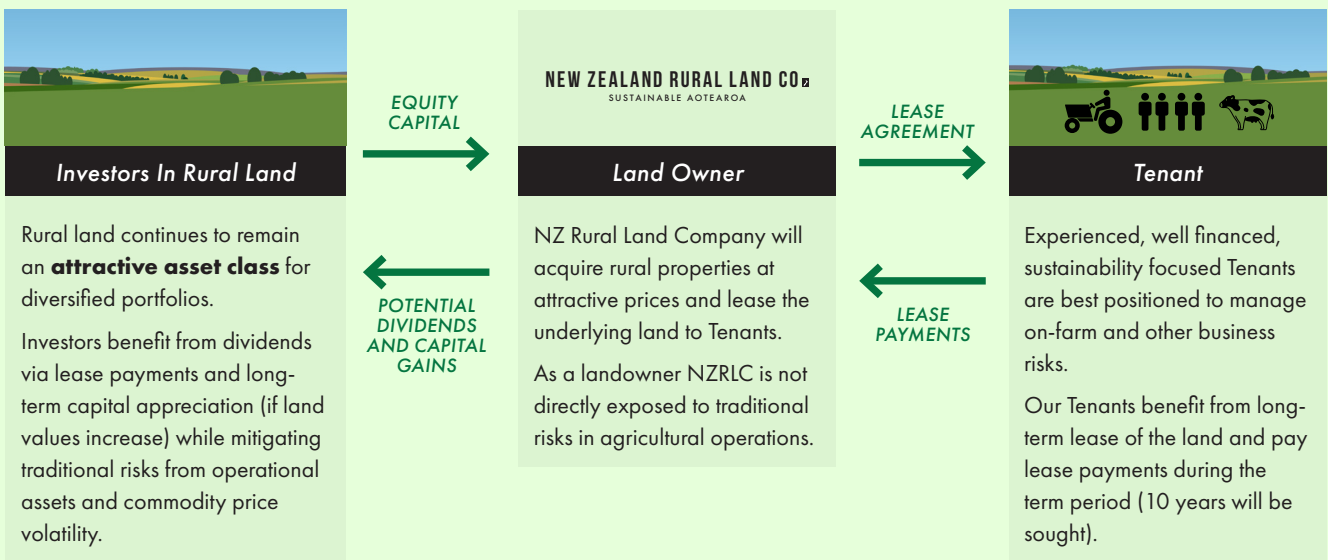 Investors In Rural Land
Rural land continues to remain
an attractive asset class for
diversified portfolios.
Investors benefit from dividends
via lease payments and long-
term capital appreciation (if land
values increase) while mitigating
traditional risks from operational
assets and commodity price
volatility.
EQUITY
CAPITAL
POTENTIAL
DIVIDENDS
AND CAPITAL
GAINS
NEW ZEALAND RURAL LAND CO
SUSTAINABLE AOTEAROA
Land Owner
NZ Rural Land Company will
acquire rural properties at
attractive prices and lease the
underlying land to Tenants.
As a landowner NZRLC is not
directly exposed to traditional
risks in agricultural operations.
LEASE
AGREEMENT
LEASE
PAYMENTS
Tenant
Experienced, well financed,
sustainability focused Tenants
are best positioned to manage
on-farm and other business
risks.
Our Tenants benefit from long-
term lease of the land and pay
lease payments during the
term period (10 years will be
sought).